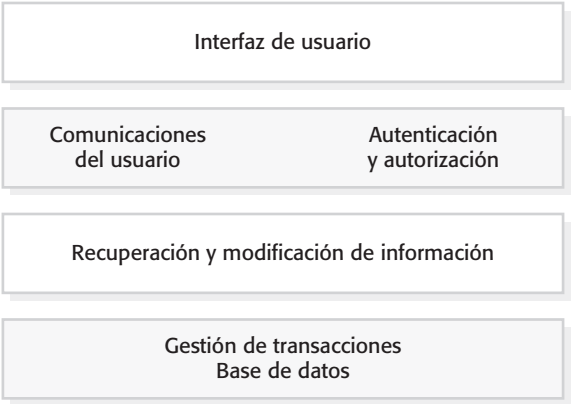 Interfaz de usuario
Comunicaciones
del usuario
Autenticación
y autorización
Recuperación y modificación de información
Gestión de transacciones
Base de datos